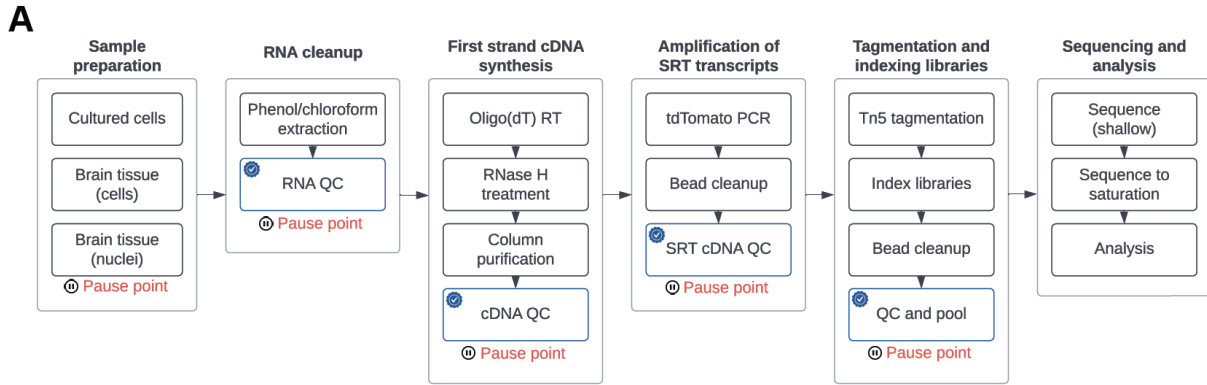 A
Sample
preparation
Cultured cells
Brain tissue
(cells)
Brain tissue
(nuclei)
Pause point
RNA cleanup
Phenol/chloroform
extraction
RNA QC
Pause point
First strand cDNA
synthesis
Oligo(dT) RT
RNase H
treatment
Column
purification
cDNA QC
Pause point
Amplification of
SRT transcripts
tdTomato PCR
Bead cleanup
SRT cDNA QC
Pause point
Tagmentation and
indexing libraries
Tn5 tagmentation
Index libraries
Bead cleanup
QC and pool
Pause point
Sequencing and
analysis
Sequence
(shallow)
Sequence to
saturation
Analysis